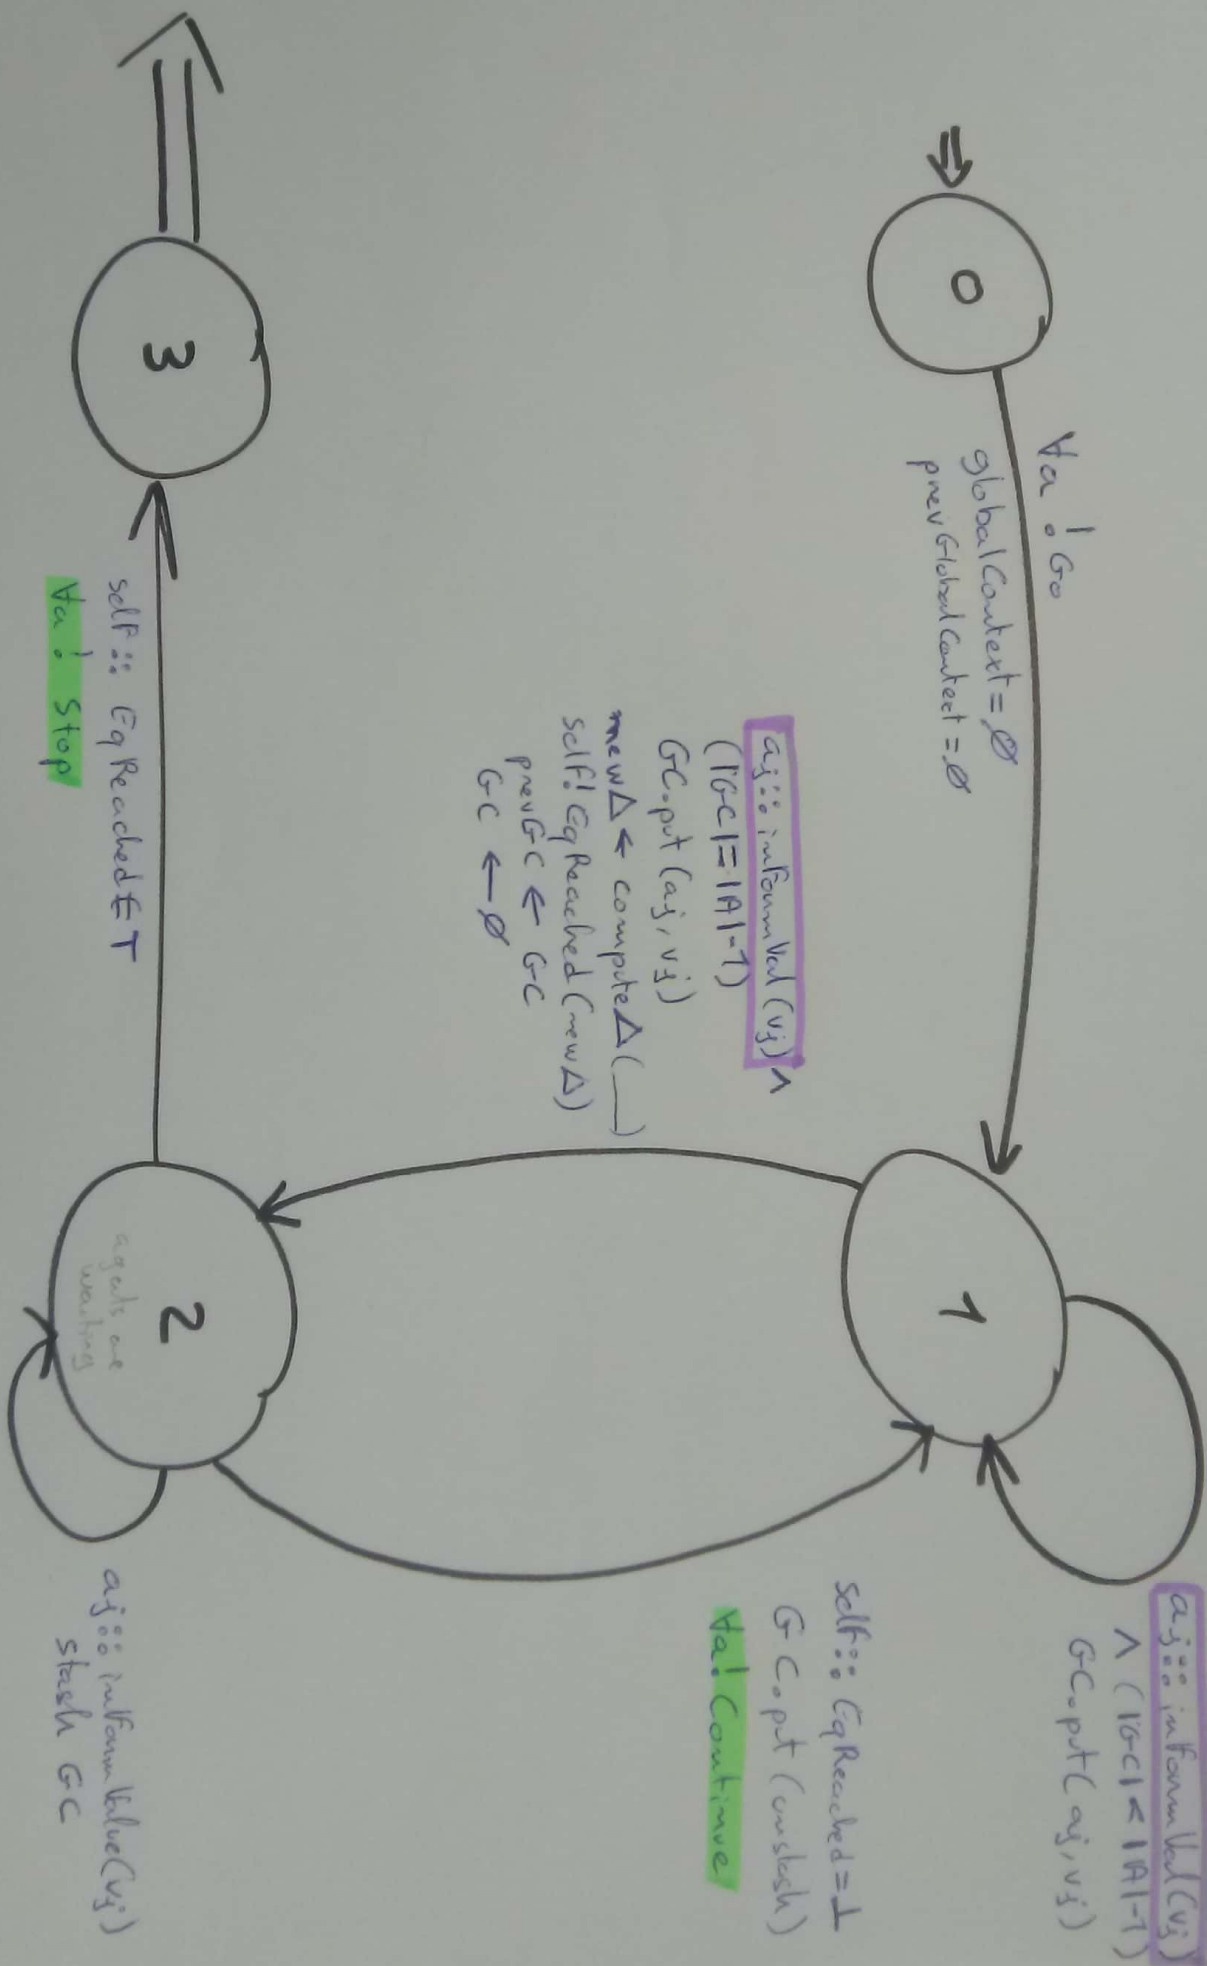 0
∀a ! Go
globalContext = ∅
prevGlobalContext = ∅
1
aj :: informVal(vj)
∧ (|GC| < |A|-1)
GC.put(aj, vj)
aj :: informVal(vj) ∧
(|GC| = |A|-1)
GC.put(aj, vj)
newΔ ← computeΔ(__)
self ! EqReached(newΔ)
prevGC ← GC
GC ← ∅
self :: EqReached = ⊥
GC.put(unstash)
∀a ! Continue
3
self :: EqReached ⊤
∀a ! Stop
2
agents are
waiting
aj :: informValue(vj)
stash GC